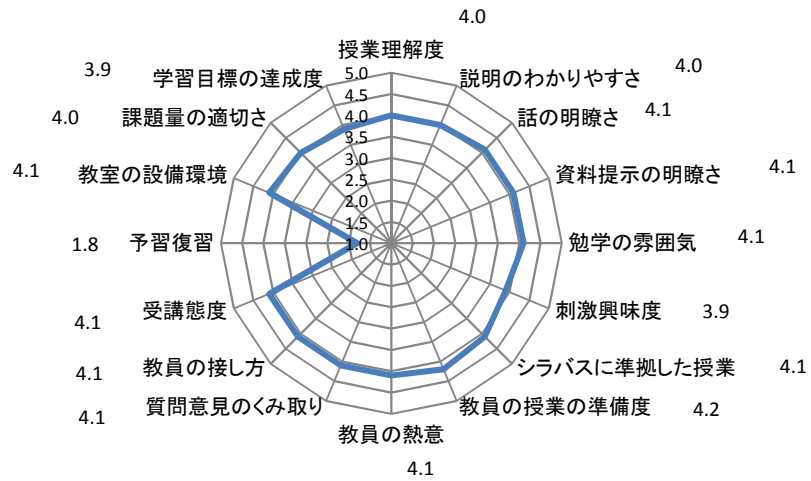 4.0
授業理解度
3.9
学習目標の達成度
5.0
説明のわかりやすさ
4.0
4.5
4.0
課題量の適切さ
4.0
話の明瞭さ
4.1
3.5
4.1
教室の設備環境
3.0
資料提示の明瞭さ
4.1
2.5
2.0
1.5
1.8
予習復習
1.0
勉学の雰囲気
4.1
受講態度
刺激興味度
3.9
4.1
教員の接し方
シラバスに準拠した授業
4.1
4.1
質問意見のくみ取り
教員の授業の準備度
4.2
4.1
教員の熱意
4.1